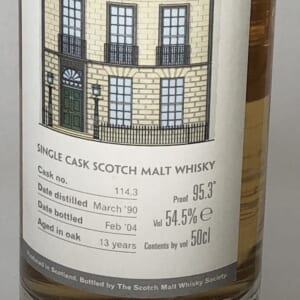 SINGLE CASK SCOTCH MALT WHISKY
Cask no. 114.3
Date distilled March '90
Date bottled Feb '04
Aged in oak 13 years
Proof 95.3°
Vol 54.5% e
Contents by vol 50cl
Produced in Scotland. Bottled by The Scotch Malt Whisky Society.